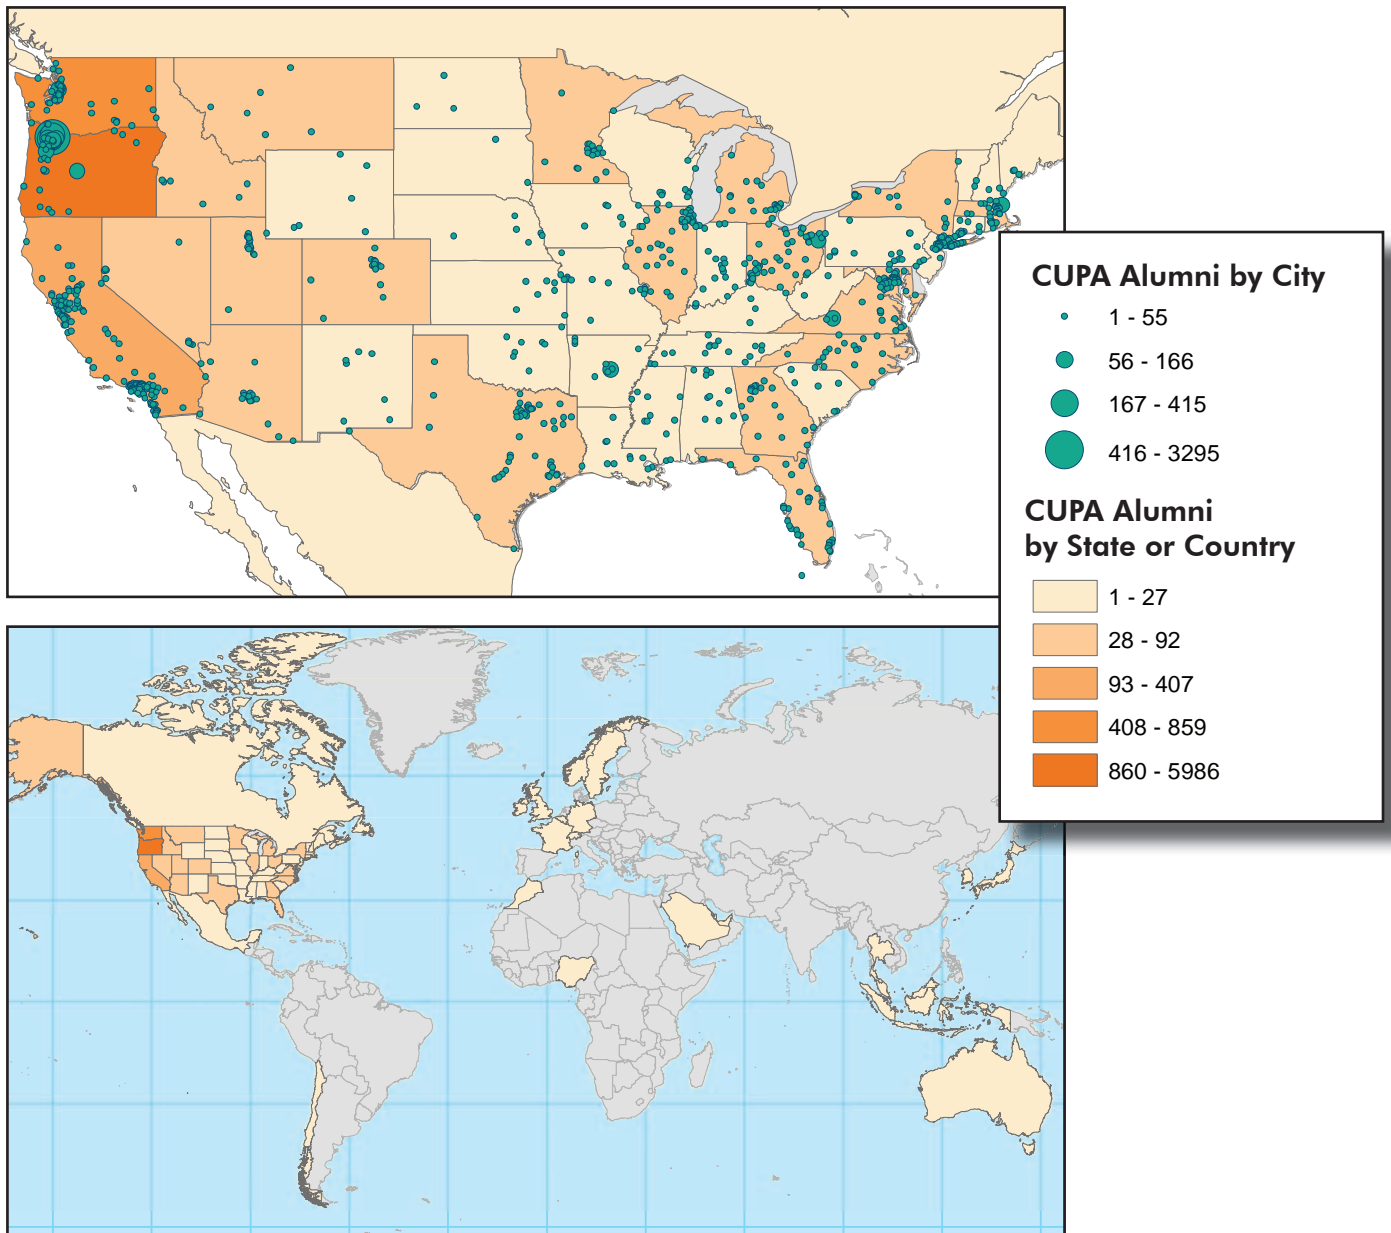 CUPA Alumni by City
1 - 55
56 - 166
167 - 415
416 - 3295
CUPA Alumni
by State or Country
1 - 27
28 - 92
93 - 407
408 - 859
860 - 5986